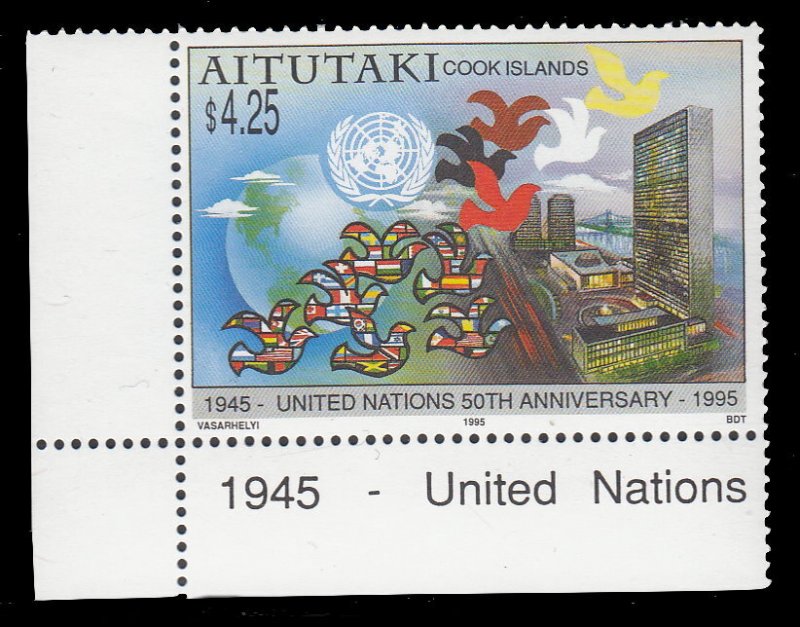 AITUTAKI COOK ISLANDS
$4.25
1945 - UNITED NATIONS 50TH ANNIVERSARY - 1995
VASARHELYI 1995 BDT
1945 - United Nations